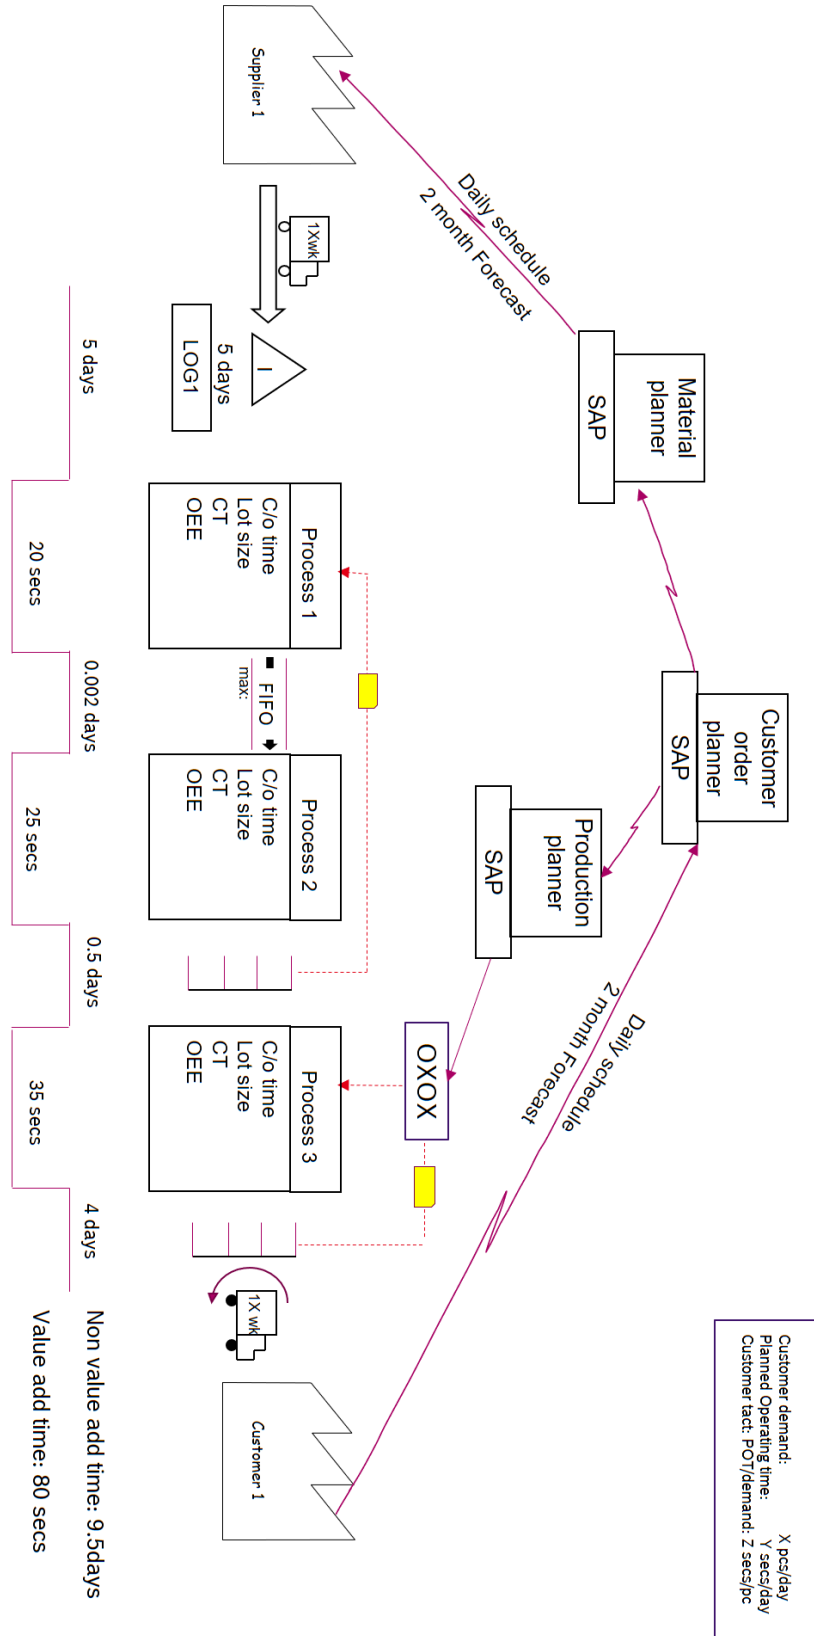 Customer
order
planner
SAP
Material
planner
SAP
Production
planner
SAP
Daily schedule
2 month Forecast
Daily schedule
2 month Forecast
Customer demand: X pcs/day
Planned Operating time: Y secs/day
Customer tact: POT/demand: Z secs/pc
Supplier 1
1Xwk
I
5 days
LOG1
OXOX
Process 1
C/o time
Lot size
CT
OEE
FIFO
max:
Process 2
C/o time
Lot size
CT
OEE
Process 3
C/o time
Lot size
CT
OEE
1X wk
Customer 1
5 days
20 secs
0.002 days
25 secs
0.5 days
35 secs
4 days
Non value add time: 9.5days
Value add time: 80 secs